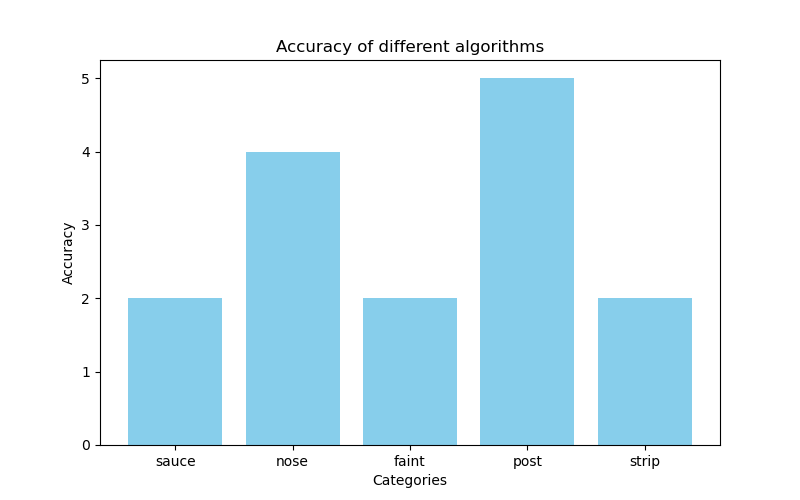 Accuracy of different algorithms
Accuracy
5
4
3
2
1
0
sauce nose faint post strip
Categories